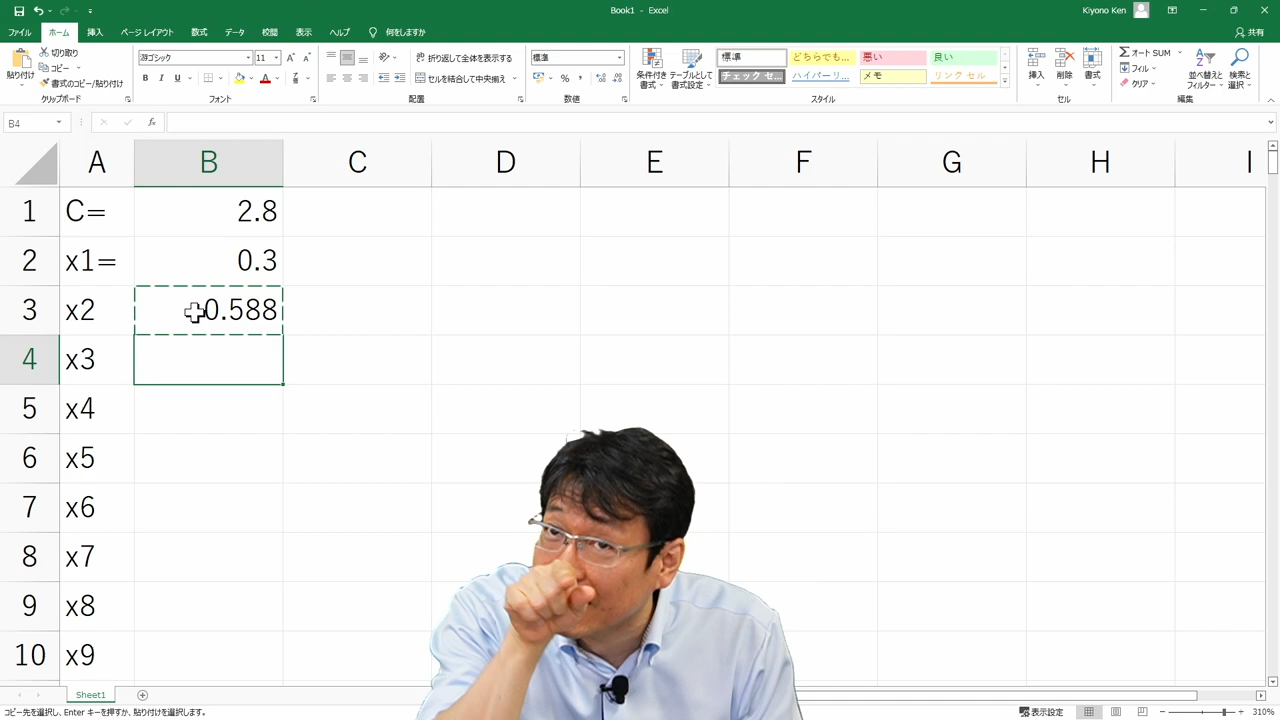 Book1 - Excel
Kiyono Ken
ファイル ホーム 挿入 ページ レイアウト 数式 データ 校閲 表示 ヘルプ 何をしますか 共有
貼り付け
切り取り
コピー
書式のコピー/貼り付け
クリップボード
游ゴシック 11
B I U
フォント
折り返して全体を表示する
セルを結合して中央揃え
配置
標準
%
数値
条件付き書式
テーブルとして書式設定
標準 どちらでも... 悪い 良い
チェック セ... ハイパーリ... メモ リンク セル
スタイル
挿入 削除 書式
セル
Σ オート SUM
フィル
クリア
並べ替えとフィルター
検索と選択
編集
B4 fx
A B C D E F G H I
1 C= 2.8
2 x1= 0.3
3 x2 0.588
4 x3
5 x4
6 x5
7 x6
8 x7
9 x8
10 x9
Sheet1
コピー先を選択し、Enter キーを押すか、貼り付けを選択します。 表示設定 310%